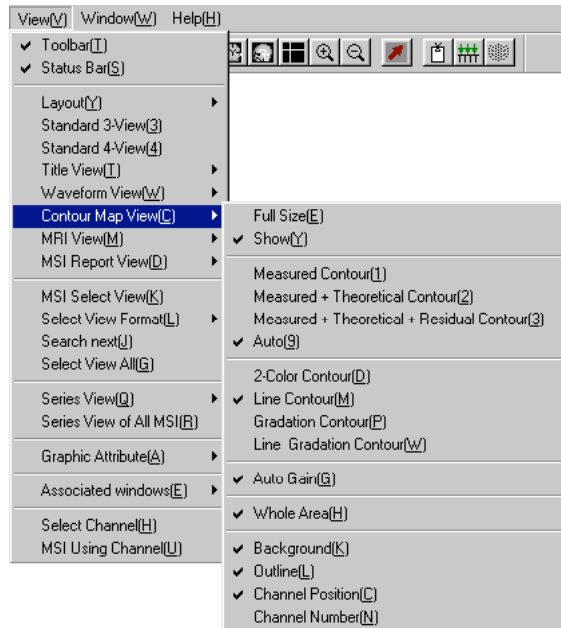 View(V) Window(W) Help(H)
Toolbar(T)
Status Bar(S)
Layout(Y)
Standard 3-View(3)
Standard 4-View(4)
Title View(T)
Waveform View(W)
Contour Map View(C)
MRI View(M)
MSI Report View(D)
MSI Select View(K)
Select View Format(L)
Search next(J)
Select View All(G)
Series View(Q)
Series View of All MSI(R)
Graphic Attribute(A)
Associated windows(E)
Select Channel(H)
MSI Using Channel(U)
Full Size(E)
Show(Y)
Measured Contour(1)
Measured + Theoretical Contour(2)
Measured + Theoretical + Residual Contour(3)
Auto(9)
2-Color Contour(D)
Line Contour(M)
Gradation Contour(P)
Line Gradation Contour(W)
Auto Gain(G)
Whole Area(H)
Background(K)
Outline(L)
Channel Position(C)
Channel Number(N)